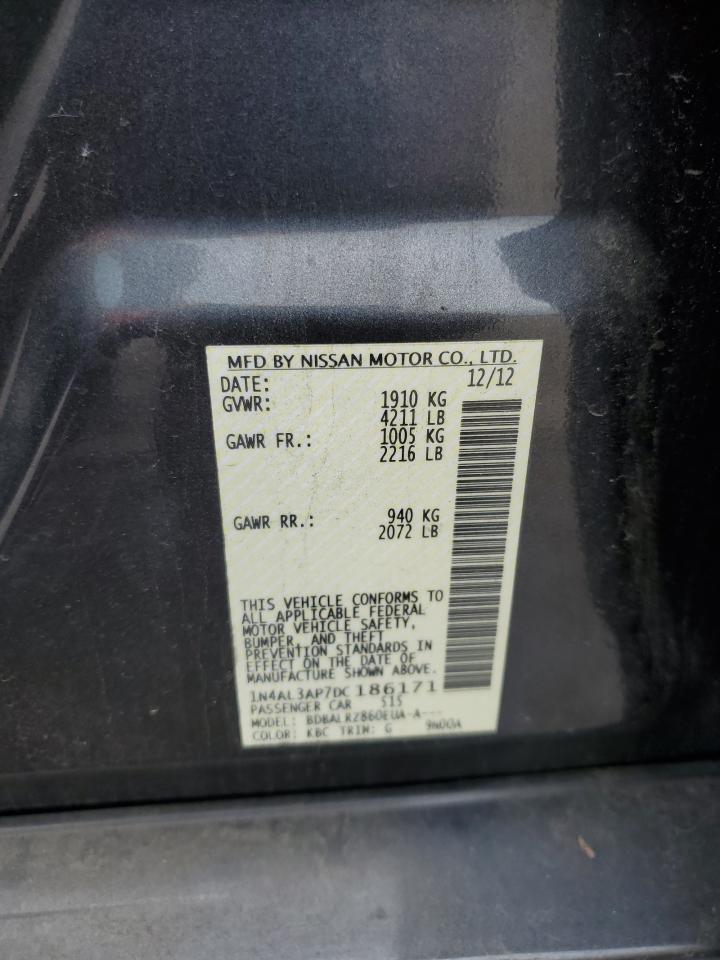 MFD BY NISSAN MOTOR CO., LTD.
DATE: 12/12
GVWR: 1910 KG
4211 LB
GAWR FR.: 1005 KG
2216 LB
GAWR RR.: 940 KG
2072 LB
THIS VEHICLE CONFORMS TO
ALL APPLICABLE FEDERAL
MOTOR VEHICLE SAFETY,
BUMPER, AND THEFT
PREVENTION STANDARDS IN
EFFECT ON THE DATE OF
MANUFACTURE SHOWN ABOVE.
1N4AL3AP7DC186171
PASSENGER CAR 515
MODEL: BDBALRZ860EUA-A---
COLOR: KBC TRIM: G 9N00A